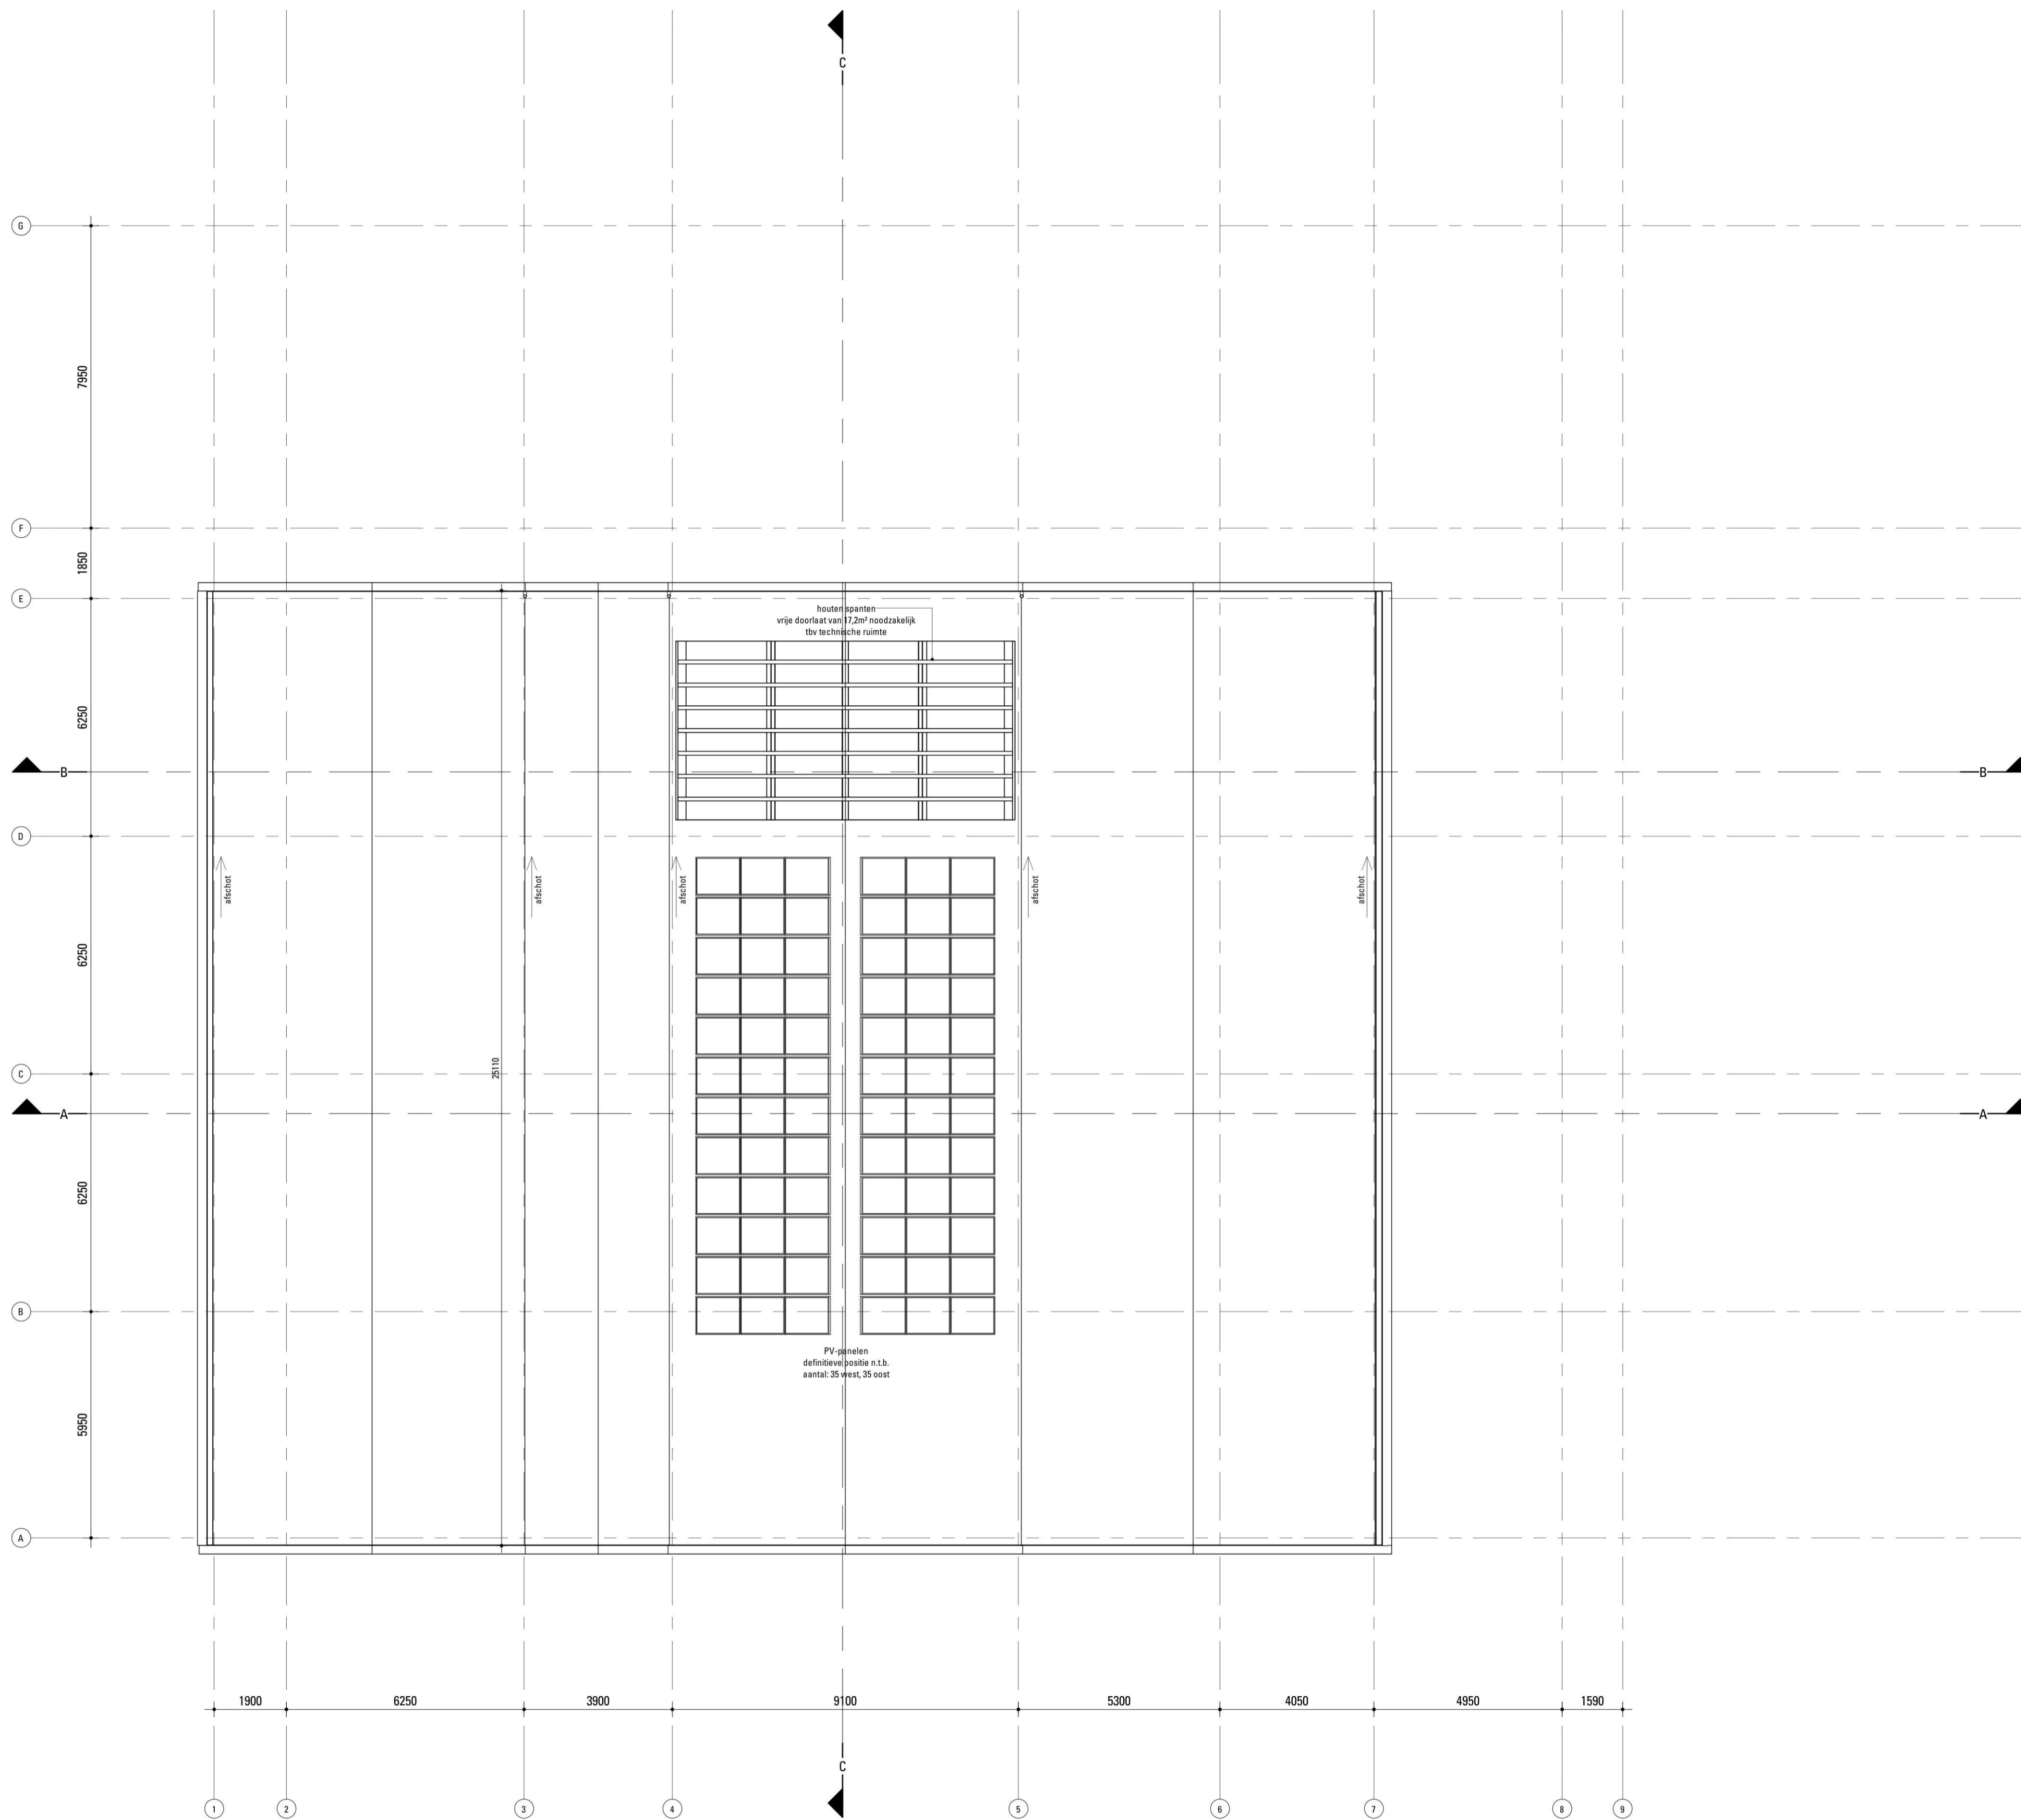 C
G
7950
F
1850
E
houten spanten
vrije doorlaat van 17,2m² noodzakelijk
tbv technische ruimte
6250
B
B
D
afschot
afschot
afschot
afschot
afschot
6250
25110
C
A
A
6250
B
PV-panelen
definitieve positie n.t.b.
aantal: 35 west, 35 oost
5950
A
1900
6250
3900
9100
5300
4050
4950
1590
C
1
2
3
4
5
6
7
8
9